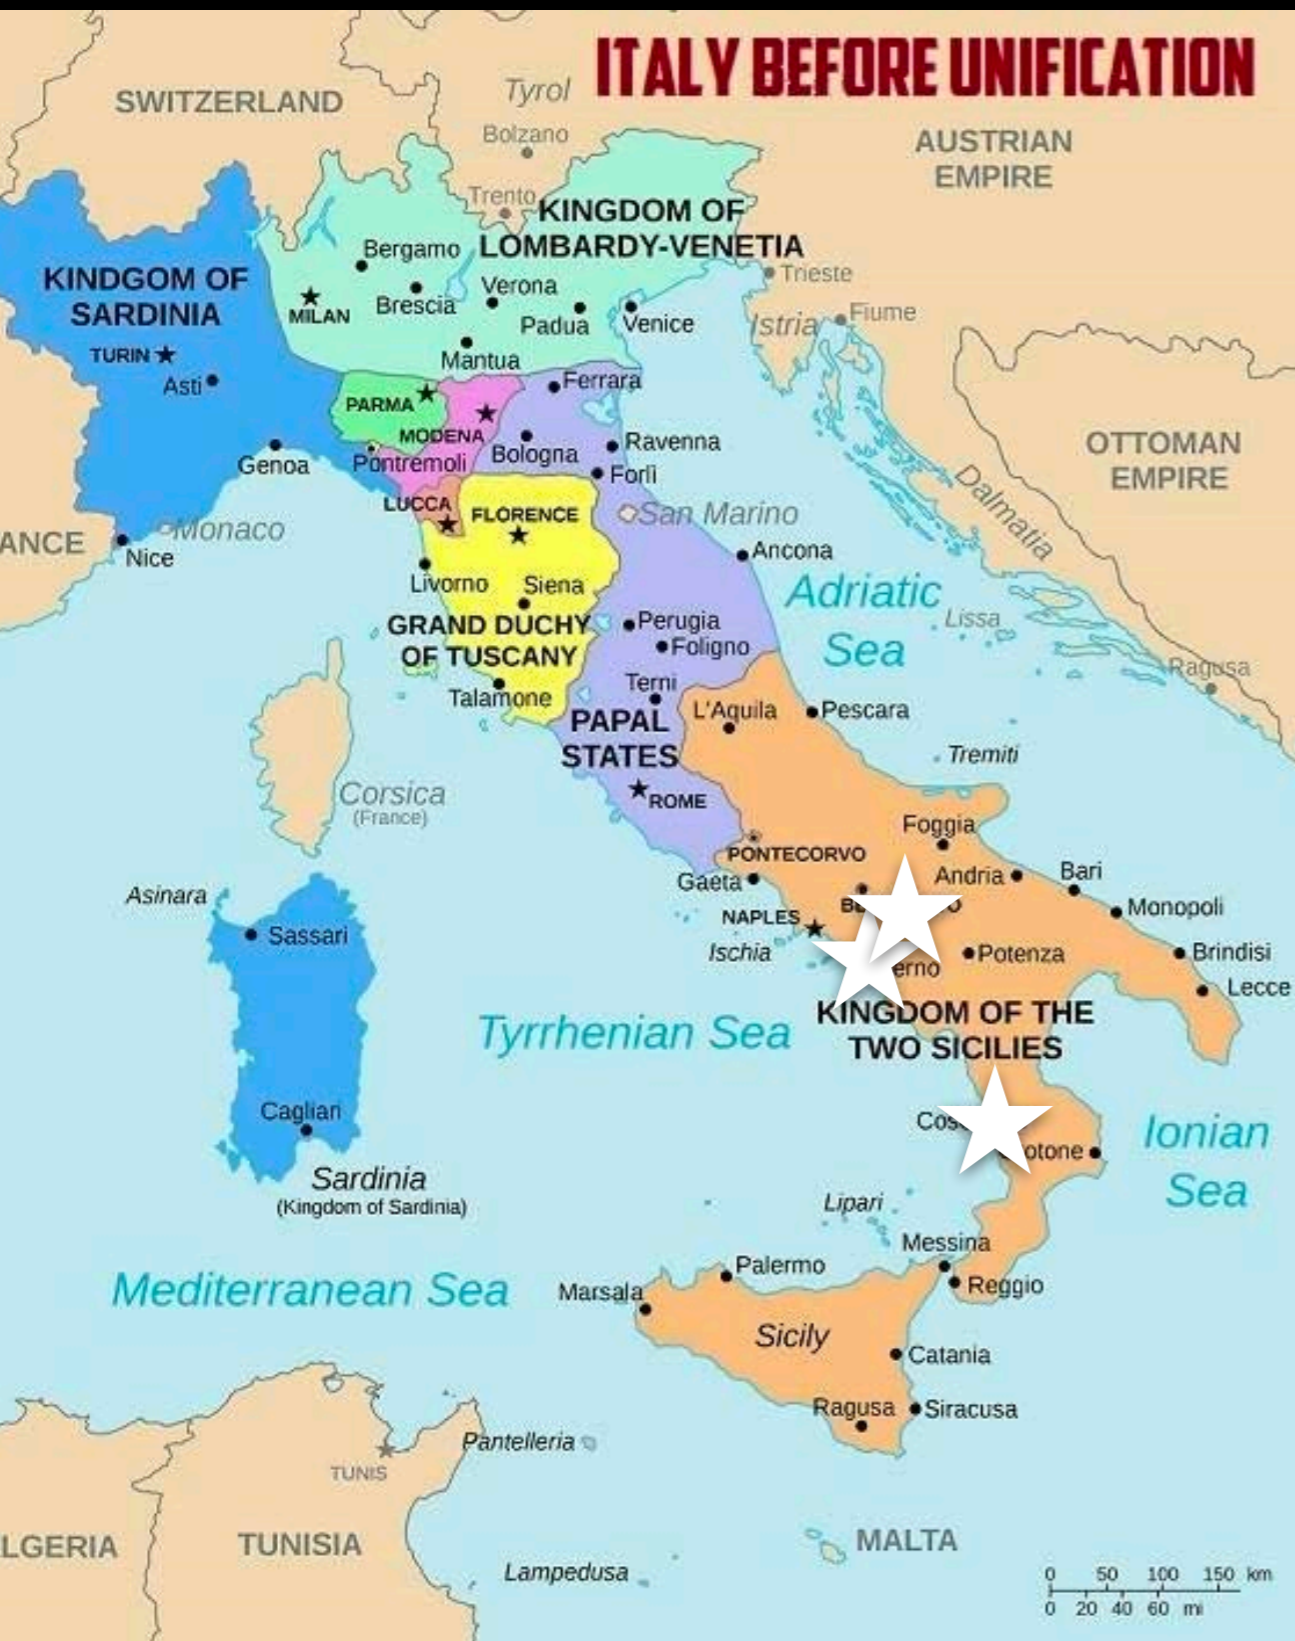 ITALY BEFORE UNIFICATION
SWITZERLAND
Tyrol
Bolzano
AUSTRIAN
EMPIRE
Trento
KINGDOM OF
LOMBARDY-VENETIA
Bergamo
KINDGOM OF
SARDINIA
Trieste
Brescia
Verona
MILAN
Padua
Venice
Istria
Fiume
TURIN
Mantua
Asti
Ferrara
PARMA
MODENA
Bologna
Ravenna
OTTOMAN
EMPIRE
Genoa
Pontremoli
Forlì
LUCCA
FLORENCE
San Marino
Dalmatia
ANCE
Monaco
Nice
Ancona
Livorno
Siena
Adriatic
Sea
Lissa
GRAND DUCHY
OF TUSCANY
Perugia
Foligno
Ragusa
Terni
Talamone
L'Aquila
Pescara
PAPAL
STATES
Tremiti
ROME
Corsica
(France)
Foggia
PONTECORVO
Gaeta
Andria
Bari
Asinara
BE
O
NAPLES
Monopoli
Sassari
Ischia
erno
Potenza
Brindisi
Lecce
KINGDOM OF THE
TWO SICILIES
Tyrrhenian Sea
Cagliari
Cos
otone
Ionian
Sea
Sardinia
(Kingdom of Sardinia)
Lipari
Messina
Palermo
Reggio
Mediterranean Sea
Marsala
Sicily
Catania
Ragusa
Siracusa
Pantelleria
TUNIS
LGERIA
TUNISIA
MALTA
Lampedusa
0 50 100 150 km
0 20 40 60 mi